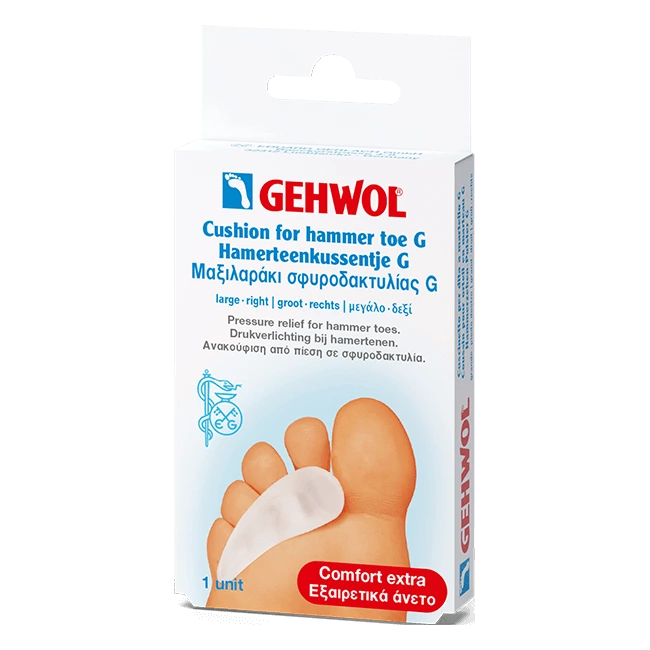 GEHWOL®
Cushion for hammer toe G
Hamerteenkussentje G
Μαξιλαράκι σφυροδακτυλίας G
large · right | groot · rechts | μεγάλο · δεξί
Pressure relief for hammer toes.
Drukverlichting bij hamertenen.
Ανακούφιση από πίεση σε σφυροδακτυλία.
E G
1 unit
Comfort extra
Εξαιρετικά άνετο
GEHWOL